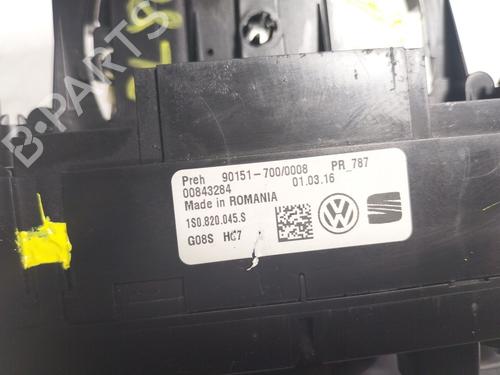 B-PARTS
Preh 90151-700/0008 PR_787
00843284 01.03.16
Made in ROMANIA
1S0.820.045.S
G08S HC7